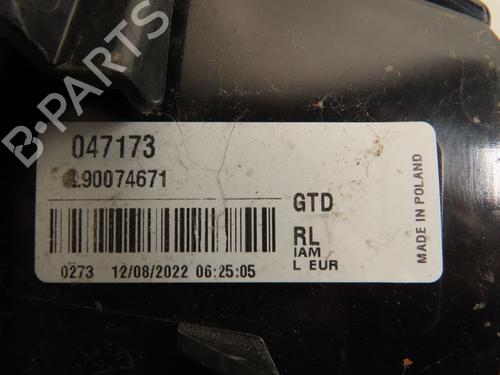 B-PARTS
047173
L90074671
GTD
RL
IAM
L EUR
0273 12/08/2022 06:25:05
MADE IN POLAND